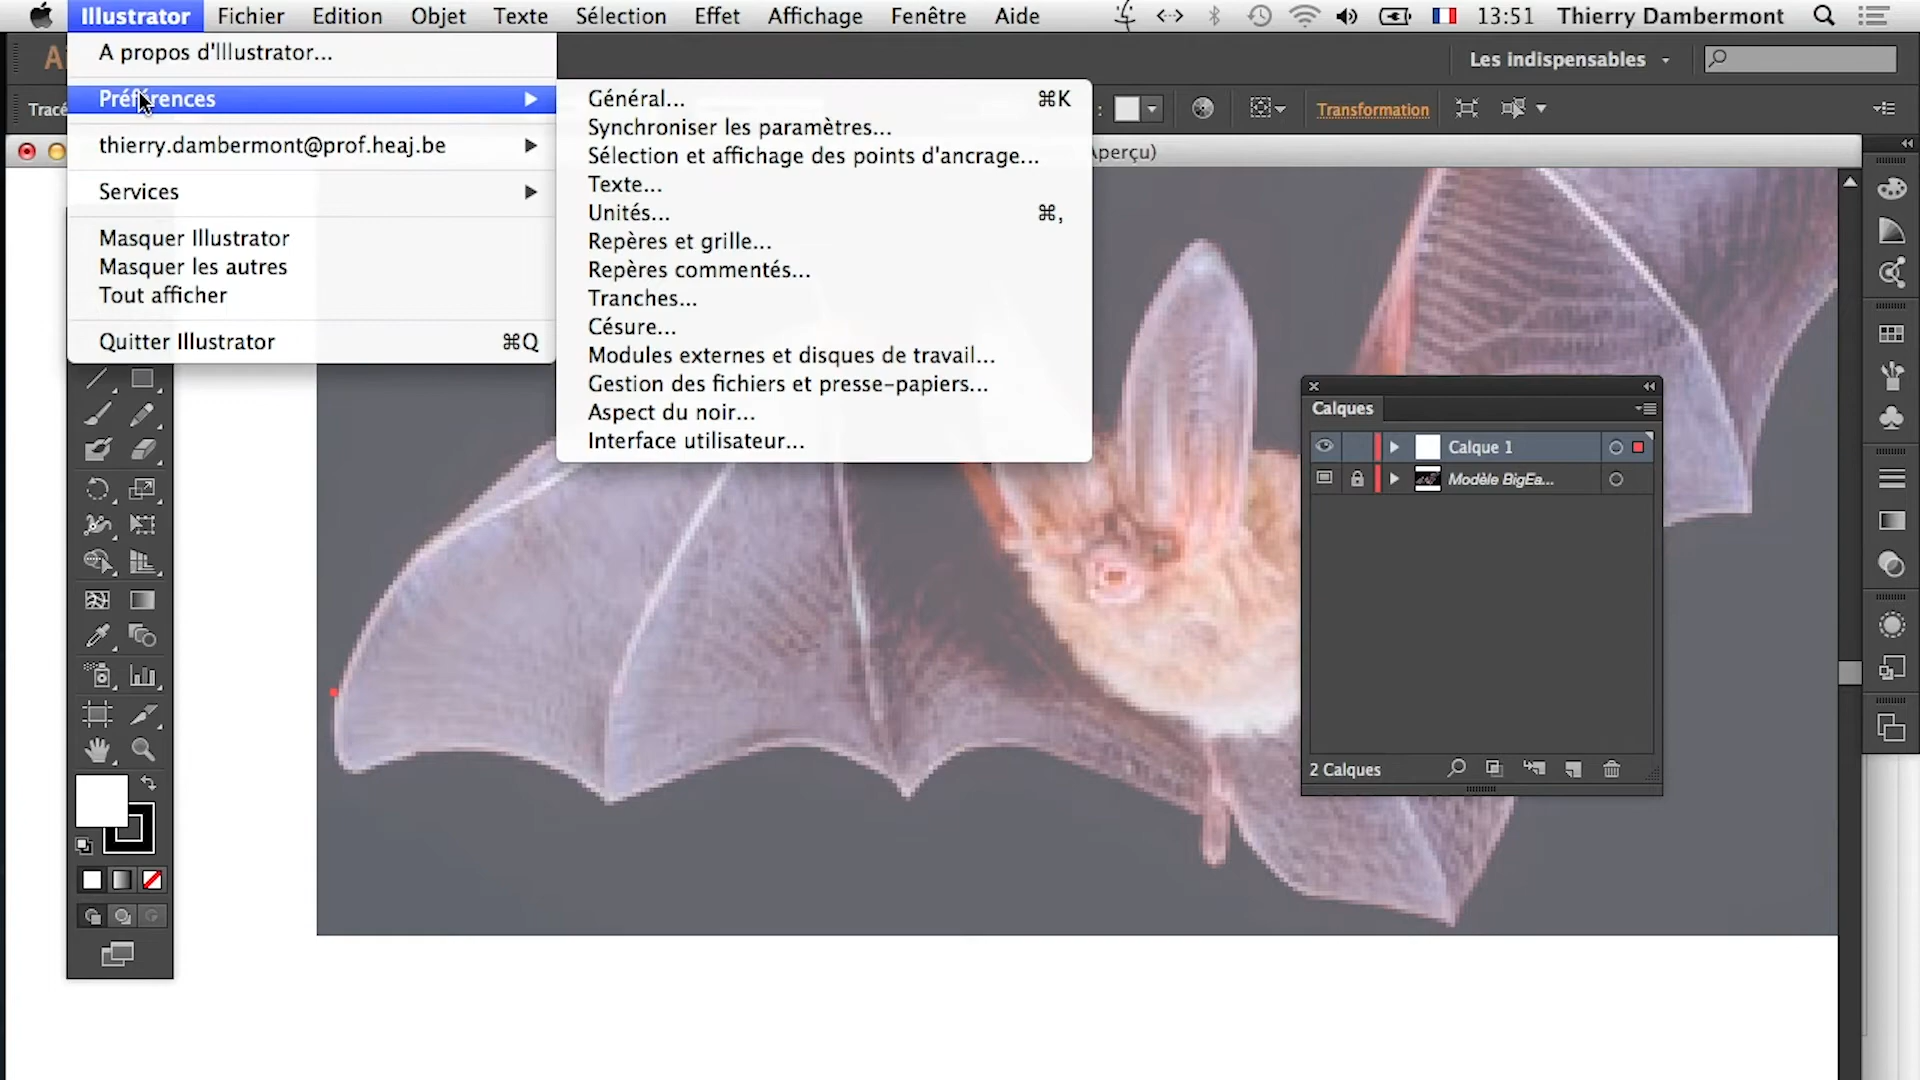 Illustrator Fichier Edition Objet Texte Sélection Effet Affichage Fenêtre Aide 13:51 Thierry Dambermont
A propos d'Illustrator...
Les indispensables
Préférences
Général... ⌘K
Synchroniser les paramètres...
Sélection et affichage des points d'ancrage...
Texte...
Unités... ⌘,
Repères et grille...
Repères commentés...
Tranches...
Césure...
Modules externes et disques de travail...
Gestion des fichiers et presse-papiers...
Aspect du noir...
Interface utilisateur...
Tracé
:
Transformation
thierry.dambermont@prof.heaj.be
Aperçu)
Services
Masquer Illustrator
Masquer les autres
Tout afficher
Quitter Illustrator ⌘Q
Calques
Calque 1
Modèle BigEa...
2 Calques